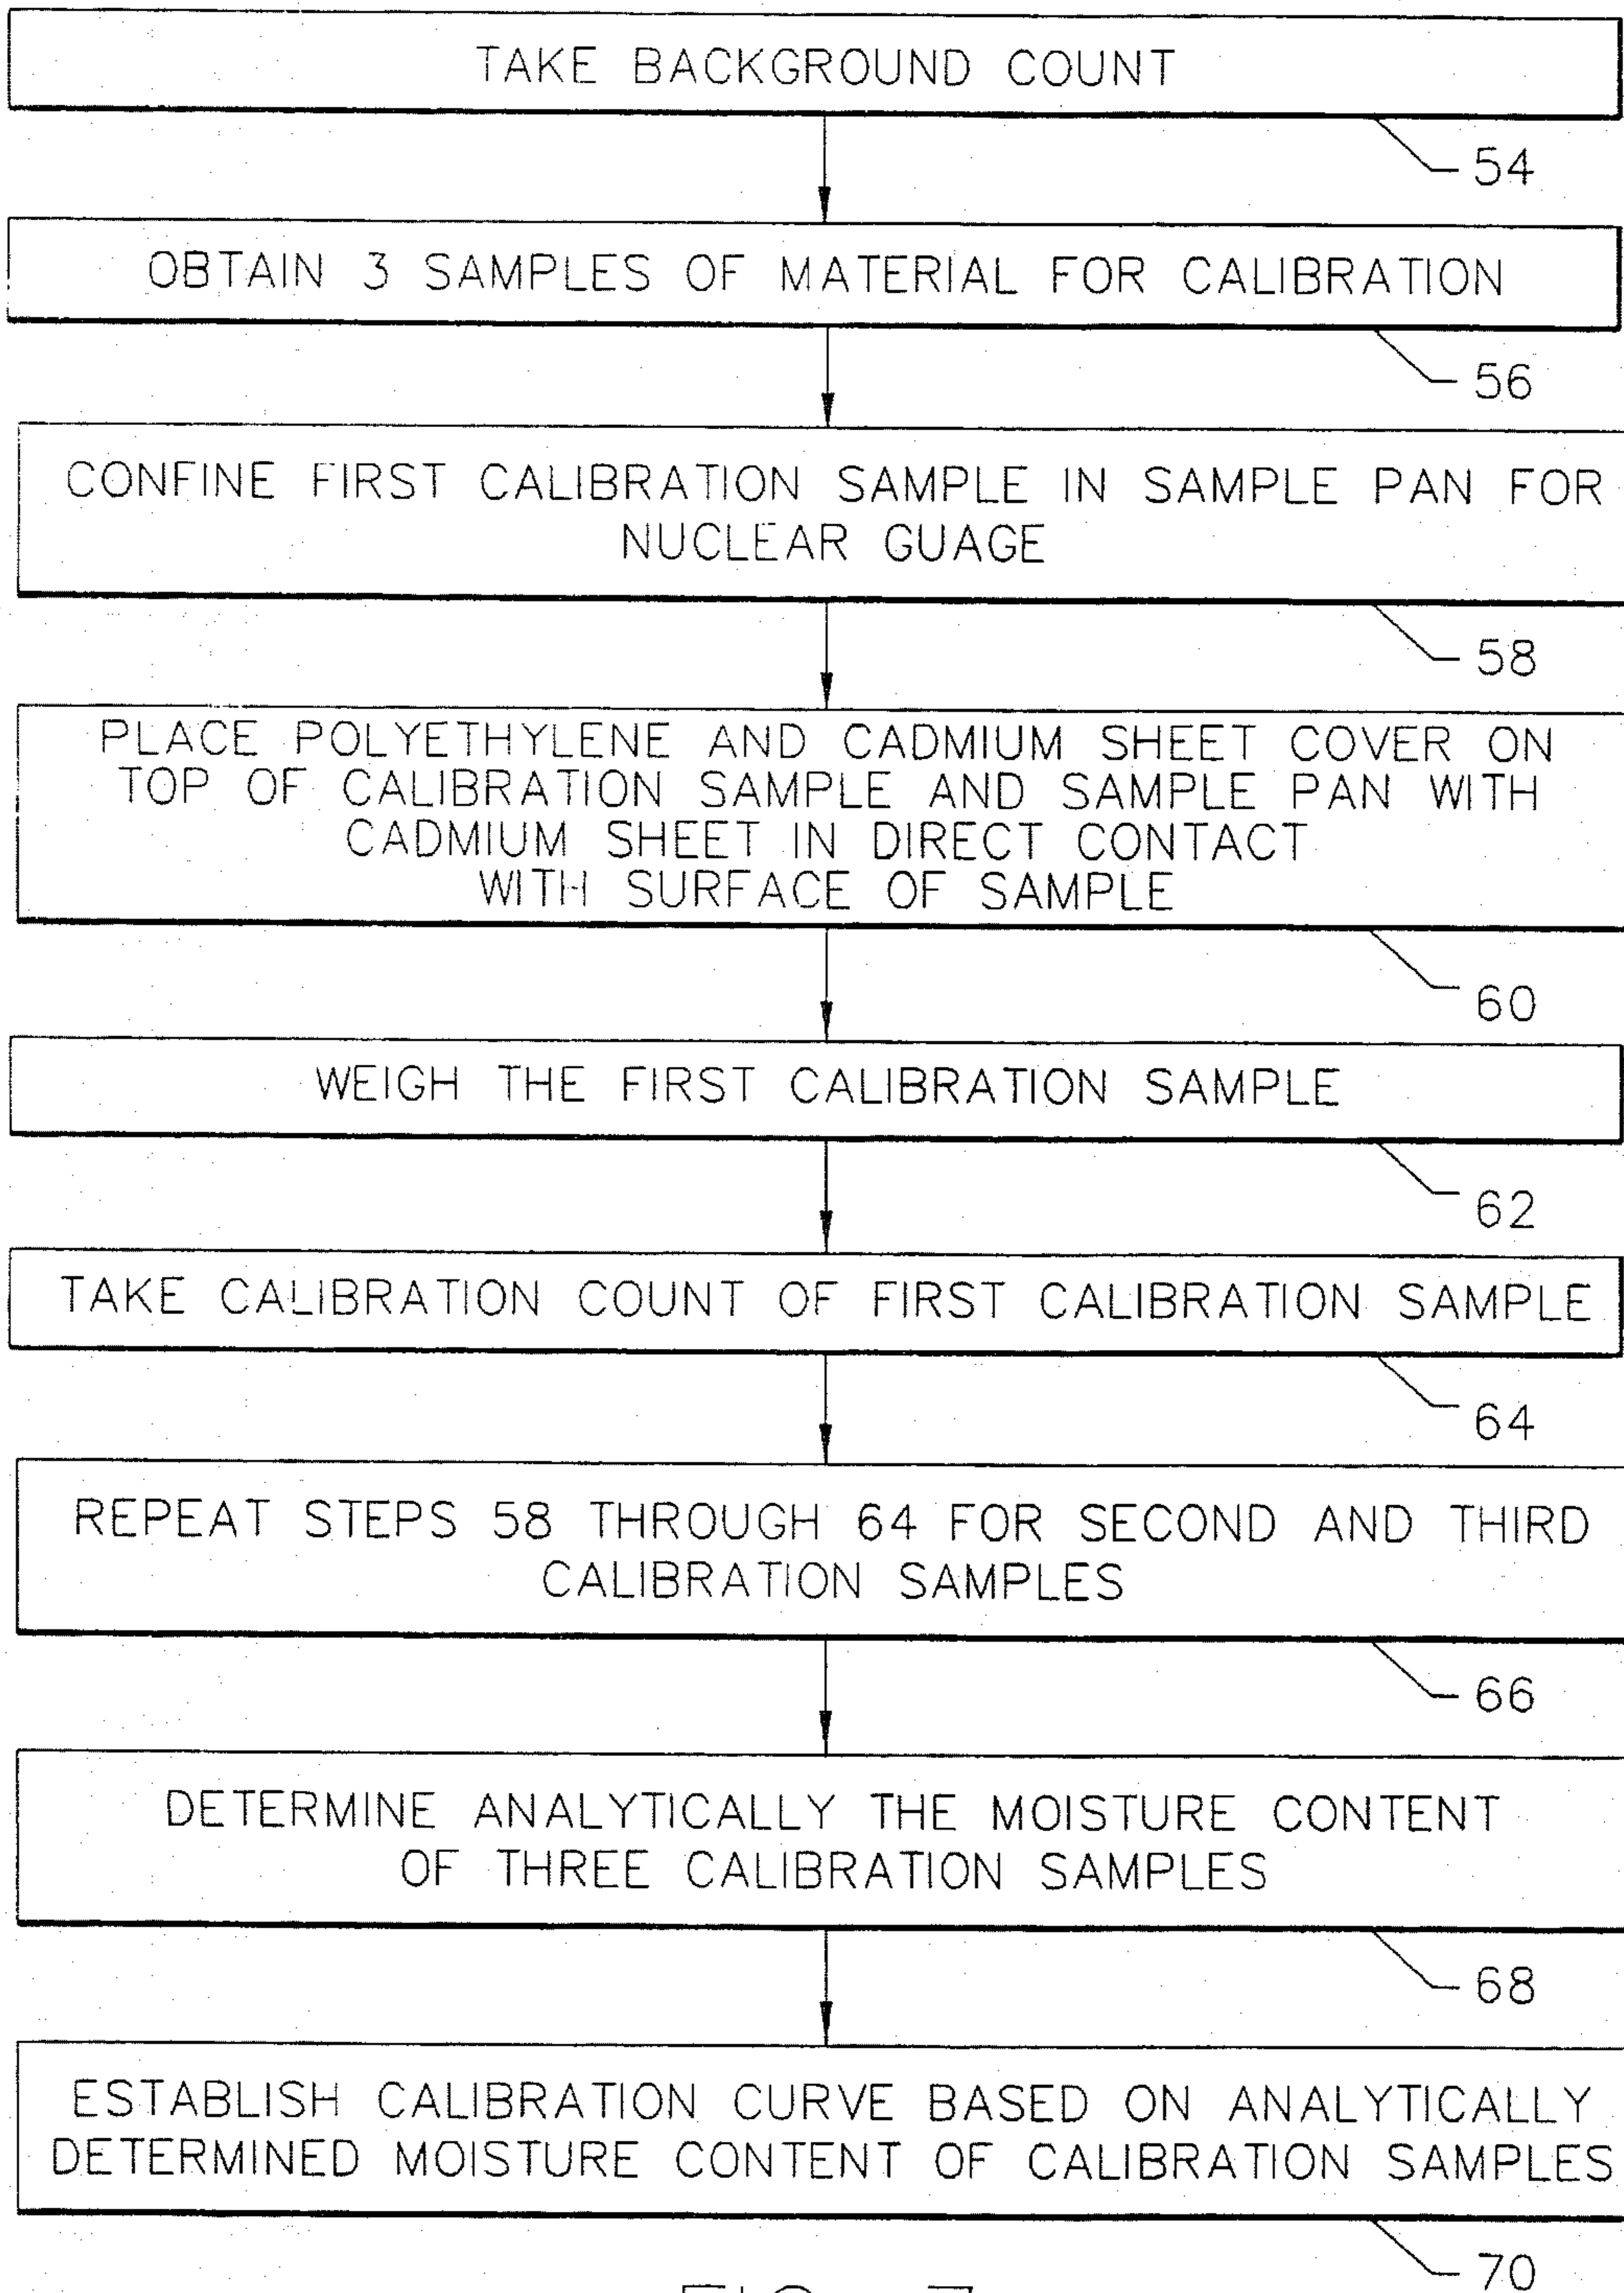 TAKE BACKGROUND COUNT
54
OBTAIN 3 SAMPLES OF MATERIAL FOR CALIBRATION
56
CONFINE FIRST CALIBRATION SAMPLE IN SAMPLE PAN FOR
NUCLEAR GUAGE
58
PLACE POLYETHYLENE AND CADMIUM SHEET COVER ON
TOP OF CALIBRATION SAMPLE AND SAMPLE PAN WITH
CADMIUM SHEET IN DIRECT CONTACT
WITH SURFACE OF SAMPLE
60
WEIGH THE FIRST CALIBRATION SAMPLE
62
TAKE CALIBRATION COUNT OF FIRST CALIBRATION SAMPLE
64
REPEAT STEPS 58 THROUGH 64 FOR SECOND AND THIRD
CALIBRATION SAMPLES
66
DETERMINE ANALYTICALLY THE MOISTURE CONTENT
OF THREE CALIBRATION SAMPLES
68
ESTABLISH CALIBRATION CURVE BASED ON ANALYTICALLY
DETERMINED MOISTURE CONTENT OF CALIBRATION SAMPLES
70